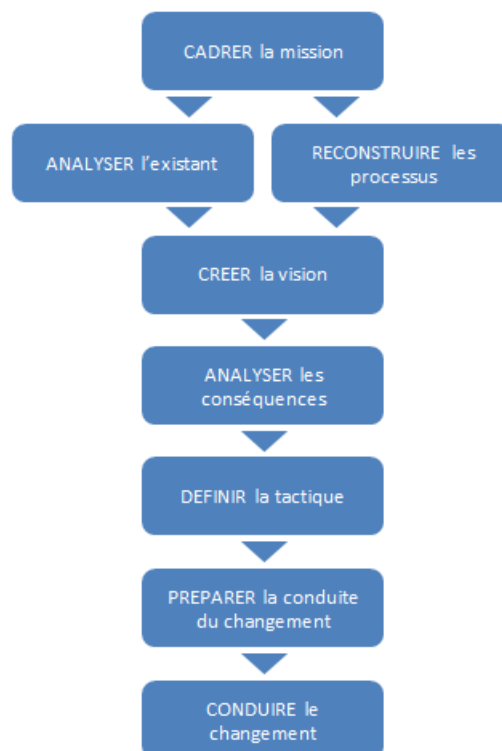 CADRER la mission
ANALYSER l'existant
RECONSTRUIRE les
processus
CREER la vision
ANALYSER les
conséquences
DEFINIR la tactique
PREPARER la conduite
du changement
CONDUIRE le
changement